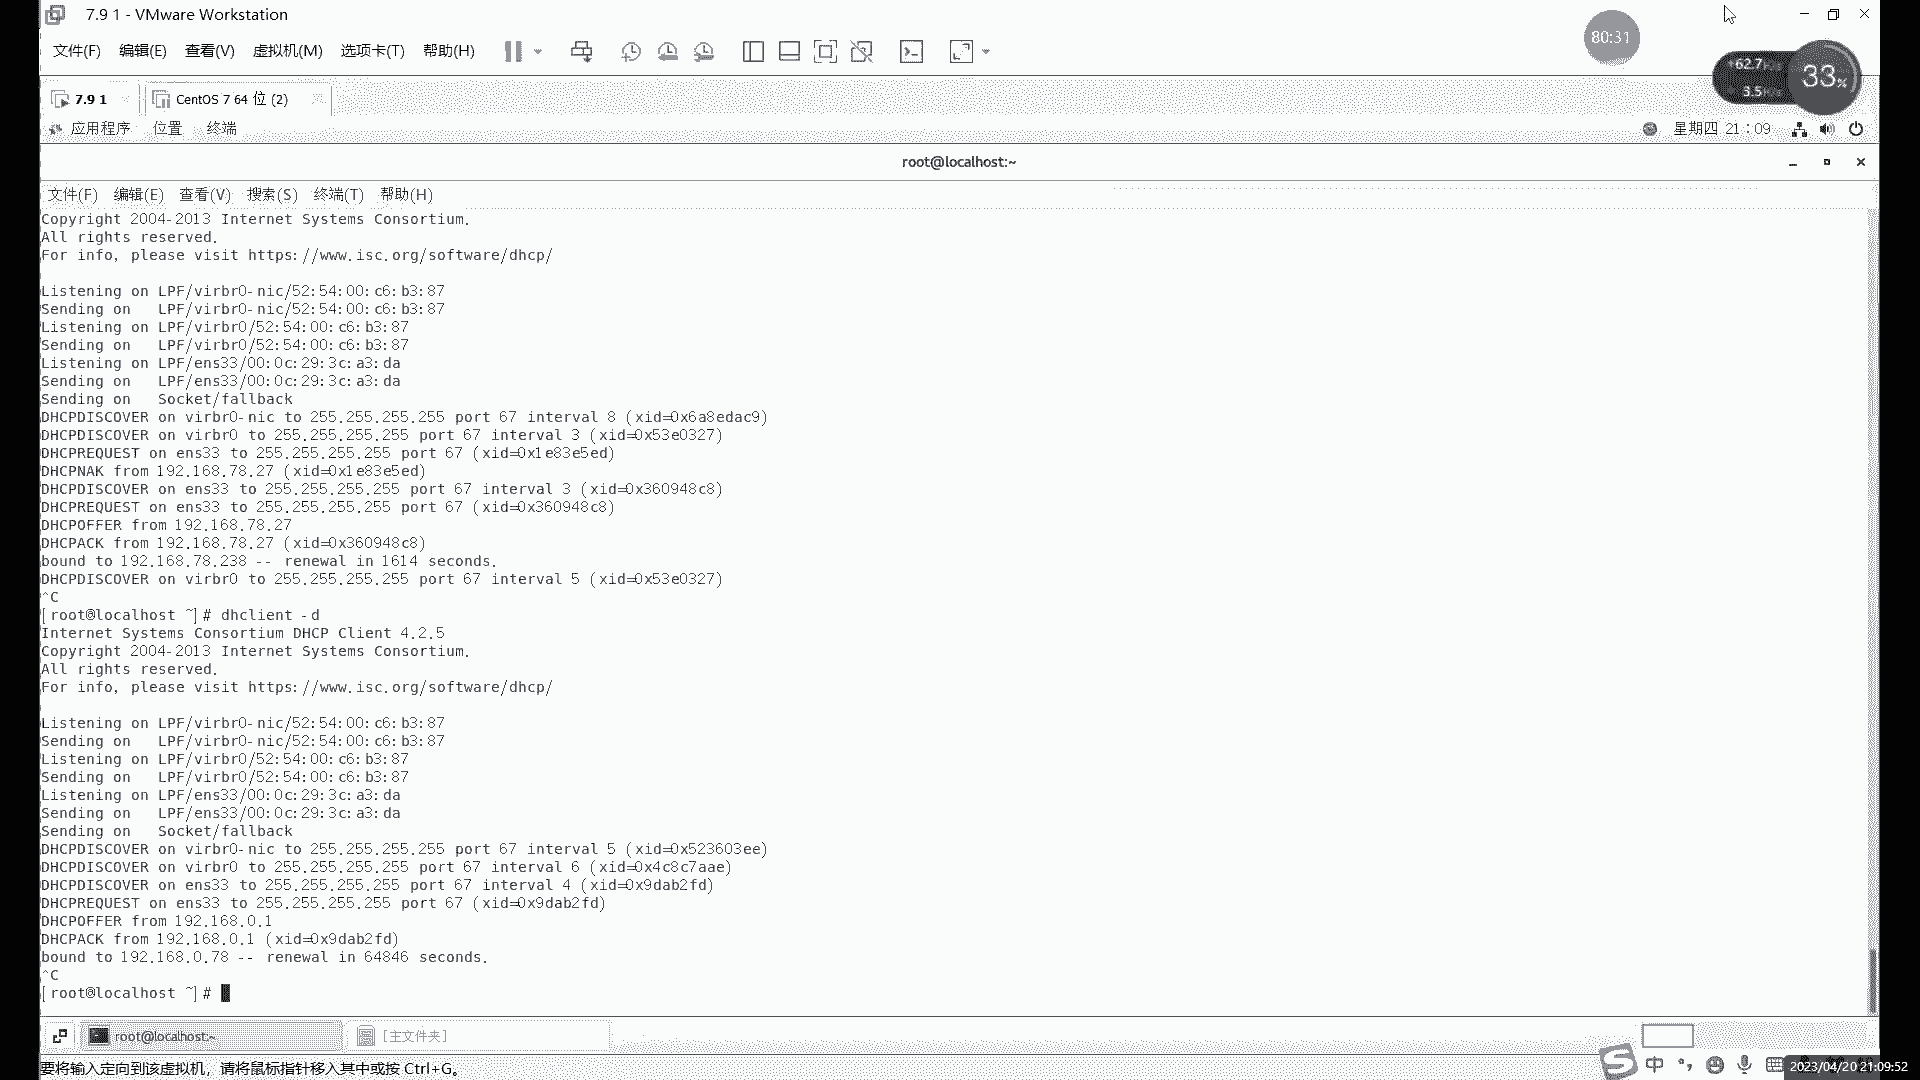 7.9 1 - VMware Workstation
文件(F) 编辑(E) 查看(V) 虚拟机(M) 选项卡(T) 帮助(H)
80:31
+62.7
3.5
33%
7.9 1
CentOS 7 64 位 (2)
应用程序 位置 终端
星期四 21:09
root@localhost:~
文件(F) 编辑(E) 查看(V) 搜索(S) 终端(T) 帮助(H)
Copyright 2004-2013 Internet Systems Consortium.
All rights reserved.
For info, please visit https://www.isc.org/software/dhcp/
Listening on LPF/virbr0-nic/52:54:00:c6:b3:87
Sending on   LPF/virbr0-nic/52:54:00:c6:b3:87
Listening on LPF/virbr0/52:54:00:c6:b3:87
Sending on   LPF/virbr0/52:54:00:c6:b3:87
Listening on LPF/ens33/00:0c:29:3c:a3:da
Sending on   LPF/ens33/00:0c:29:3c:a3:da
Sending on   Socket/fallback
DHCPDISCOVER on virbr0-nic to 255.255.255.255 port 67 interval 8 (xid=0x6a8edac9)
DHCPDISCOVER on virbr0 to 255.255.255.255 port 67 interval 3 (xid=0x53e0327)
DHCPREQUEST on ens33 to 255.255.255.255 port 67 (xid=0x1e83e5ed)
DHCPNAK from 192.168.78.27 (xid=0x1e83e5ed)
DHCPDISCOVER on ens33 to 255.255.255.255 port 67 interval 3 (xid=0x360948c8)
DHCPREQUEST on ens33 to 255.255.255.255 port 67 (xid=0x360948c8)
DHCPOFFER from 192.168.78.27
DHCPACK from 192.168.78.27 (xid=0x360948c8)
bound to 192.168.78.238 -- renewal in 1614 seconds.
DHCPDISCOVER on virbr0 to 255.255.255.255 port 67 interval 5 (xid=0x53e0327)
^C
[root@localhost ~]# dhclient -d
Internet Systems Consortium DHCP Client 4.2.5
Copyright 2004-2013 Internet Systems Consortium.
All rights reserved.
For info, please visit https://www.isc.org/software/dhcp/
Listening on LPF/virbr0-nic/52:54:00:c6:b3:87
Sending on   LPF/virbr0-nic/52:54:00:c6:b3:87
Listening on LPF/virbr0/52:54:00:c6:b3:87
Sending on   LPF/virbr0/52:54:00:c6:b3:87
Listening on LPF/ens33/00:0c:29:3c:a3:da
Sending on   LPF/ens33/00:0c:29:3c:a3:da
Sending on   Socket/fallback
DHCPDISCOVER on virbr0-nic to 255.255.255.255 port 67 interval 5 (xid=0x523603ee)
DHCPDISCOVER on virbr0 to 255.255.255.255 port 67 interval 6 (xid=0x4c8c7aae)
DHCPDISCOVER on ens33 to 255.255.255.255 port 67 interval 4 (xid=0x9dab2fd)
DHCPREQUEST on ens33 to 255.255.255.255 port 67 (xid=0x9dab2fd)
DHCPOFFER from 192.168.0.1
DHCPACK from 192.168.0.1 (xid=0x9dab2fd)
bound to 192.168.0.78 -- renewal in 64846 seconds.
^C
[root@localhost ~]#
root@localhost:~
[主文件夹]
要将输入定向到该虚拟机，请将鼠标指针移入其中或按 Ctrl+G。
中
2023/04/20 21:09:52